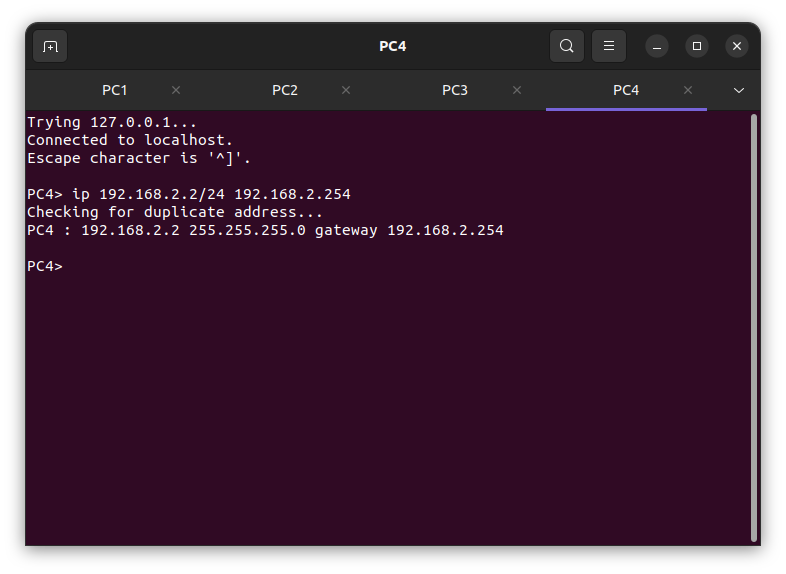 PC4
PC1
PC2
PC3
PC4
Trying 127.0.0.1...
Connected to localhost.
Escape character is '^]'.
PC4> ip 192.168.2.2/24 192.168.2.254
Checking for duplicate address...
PC4 : 192.168.2.2 255.255.255.0 gateway 192.168.2.254
PC4>